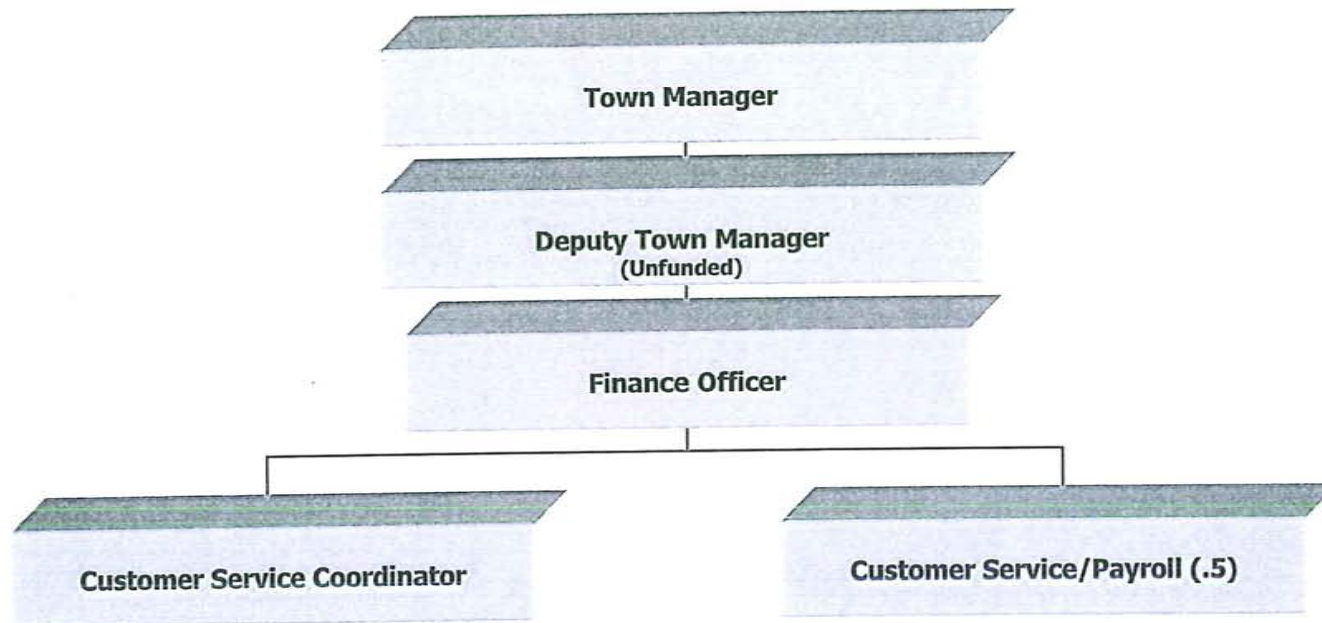 Town Manager
Deputy Town Manager
(Unfunded)
Finance Officer
Customer Service Coordinator
Customer Service/Payroll (.5)